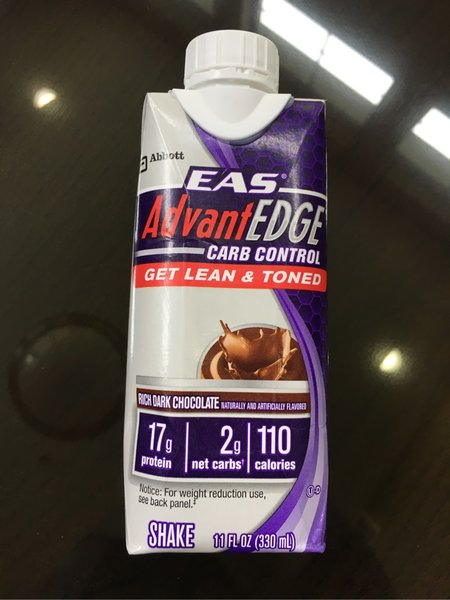 Abbott
EAS®
AdvantEDGE
CARB CONTROL
GET LEAN & TONED
RICH DARK CHOCOLATE NATURALLY AND ARTIFICIALLY FLAVORED
17g protein
2g net carbs†
110 calories
Notice: For weight reduction use,
see back panel.‡
SHAKE 11 FL OZ (330 mL)